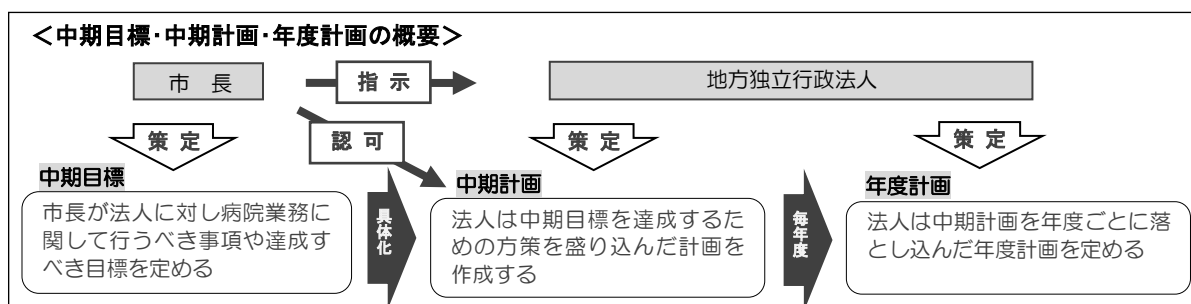 ＜中期目標・中期計画・年度計画の概要＞
市　長
指 示
地方独立行政法人
策 定
認 可
策 定
策 定
中期目標
市長が法人に対し病院業務に
関して行うべき事項や達成す
べき目標を定める
具体化
中期計画
法人は中期目標を達成するた
めの方策を盛り込んだ計画を
作成する
毎年度
年度計画
法人は中期計画を年度ごとに落
とし込んだ年度計画を定める